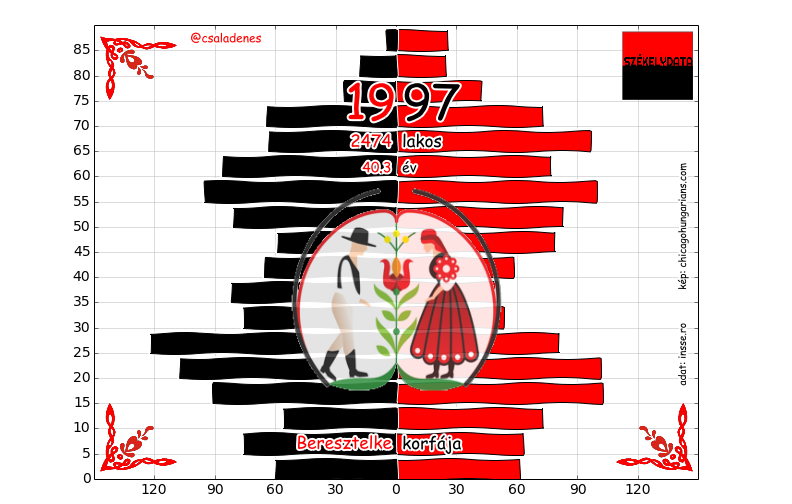 @csaladenes
SZÉKELYDATA
1997
2474 lakos
40.3 év
kép: chicagohungarians.com
adat: insse.ro
Beresztelke korfája
85
80
75
70
65
60
55
50
45
40
35
30
25
20
15
10
5
0
120 90 60 30 0 30 60 90 120